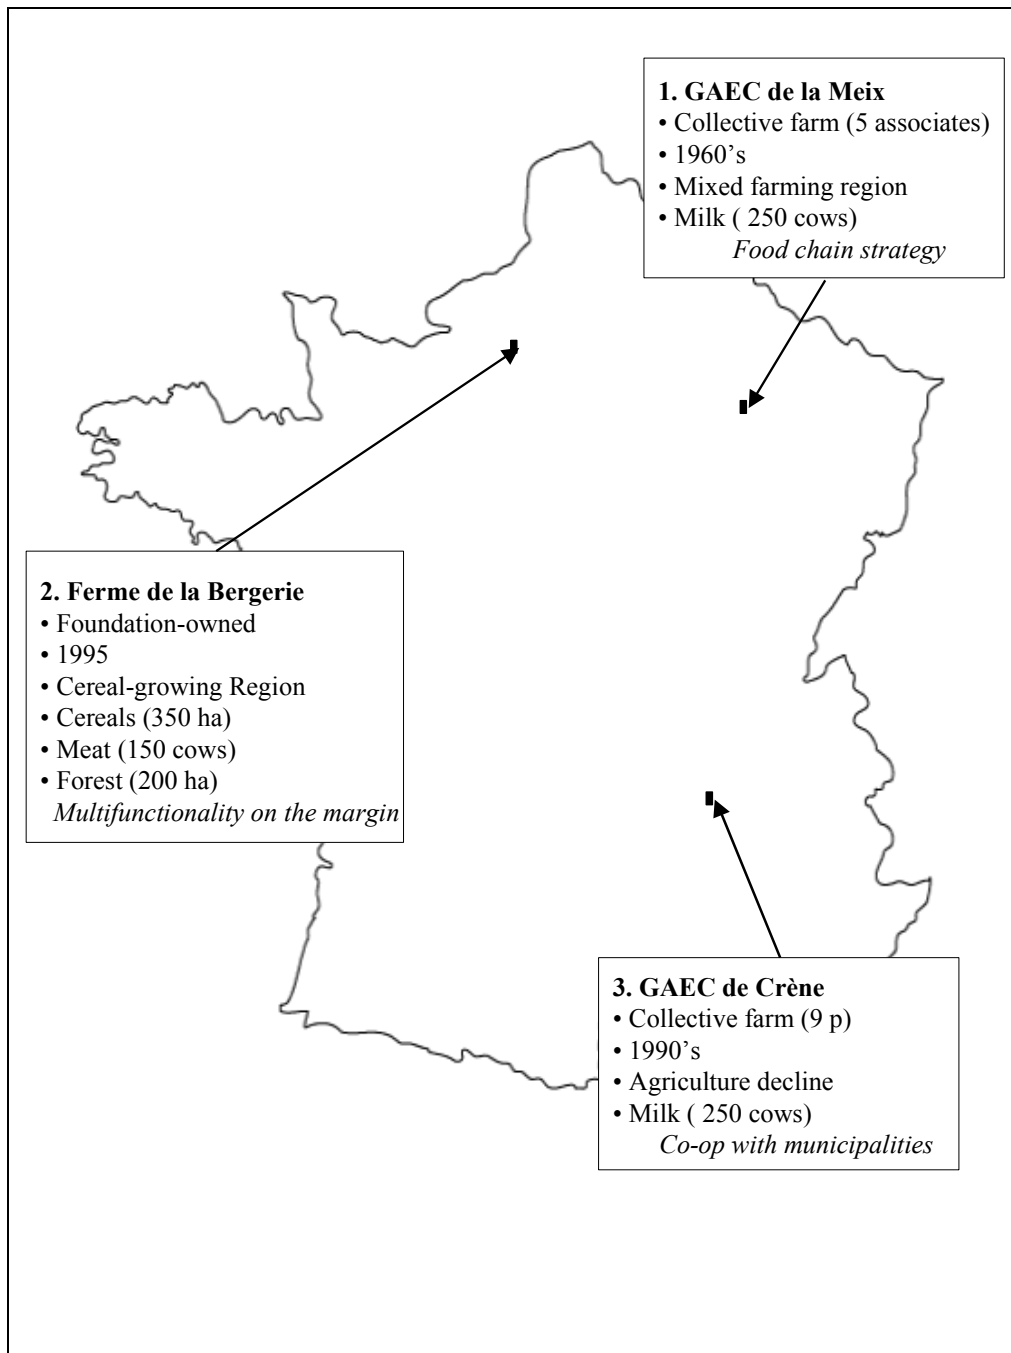 1. GAEC de la Meix
• Collective farm (5 associates)
• 1960's
• Mixed farming region
• Milk ( 250 cows)
Food chain strategy
2. Ferme de la Bergerie
• Foundation-owned
• 1995
• Cereal-growing Region
• Cereals (350 ha)
• Meat (150 cows)
• Forest (200 ha)
Multifunctionality on the margin
3. GAEC de Crène
• Collective farm (9 p)
• 1990’s
• Agriculture decline
• Milk ( 250 cows)
Co-op with municipalities